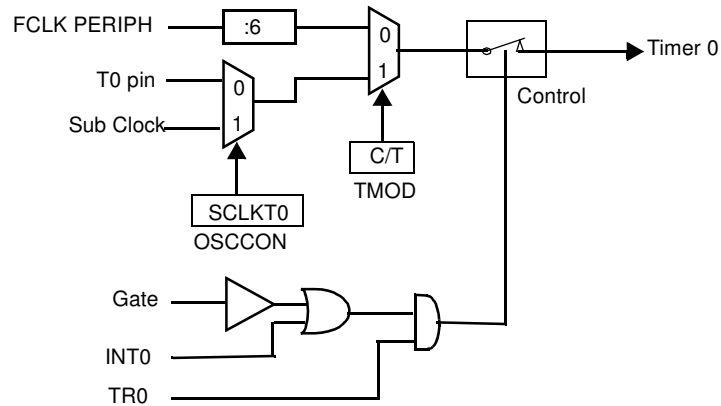 FCLK PERIPH
:6
0
1
Timer 0
T0 pin
0
1
Sub Clock
Control
C/T
TMOD
SCLKT0
OSCCON
Gate
INT0
TR0